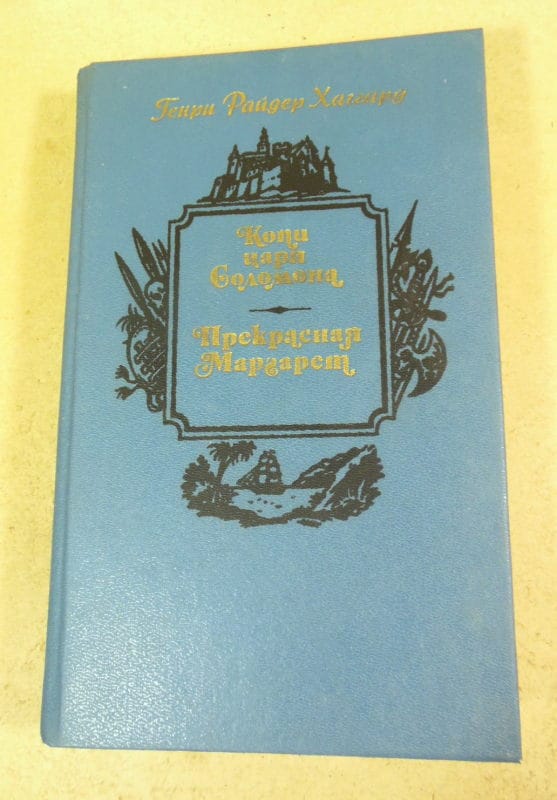 Генри Райдер Хаггард
Копи
царя
Соломона
Прекрасная
Маргарет